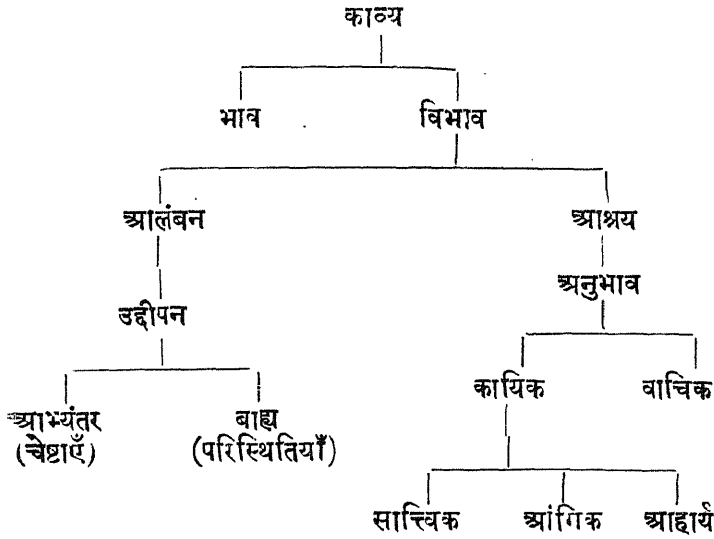 काव्य
भाव विभाव
आलंबन आश्रय
अनुभाव
उद्दीपन
कायिक वाचिक
आभ्यंतर बाह्य
(चेष्टाएँ) (परिस्थितियाँ)
सात्त्विक आंगिक आहार्य